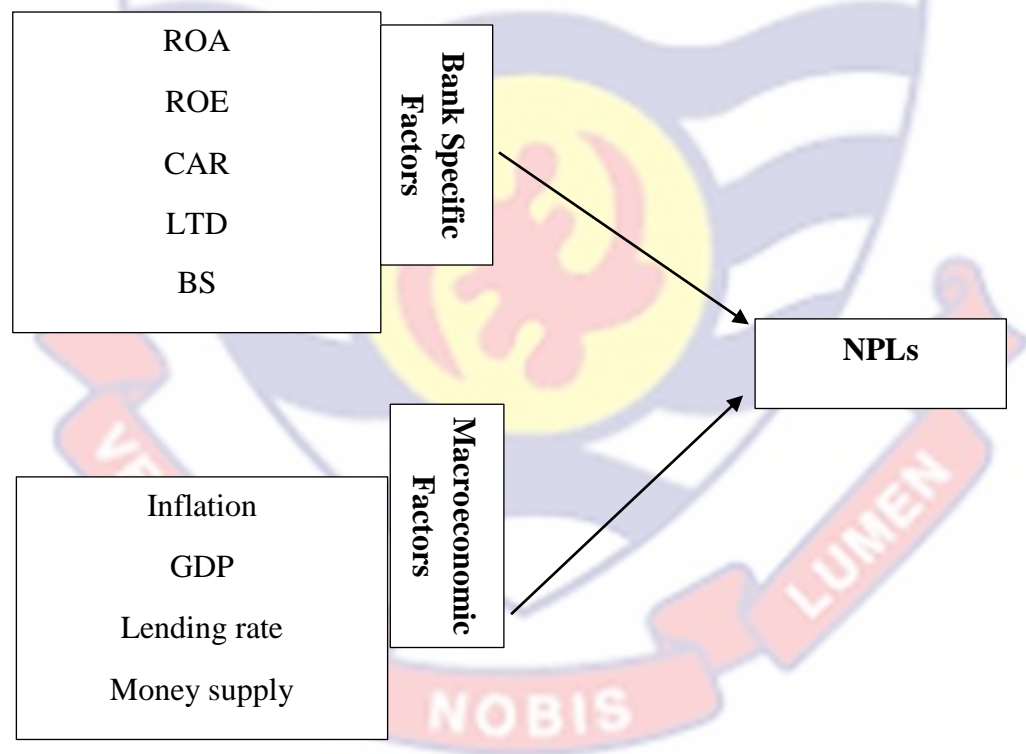 ROA
ROE
CAR
LTD
BS
Bank Specific
Factors
NPLs
Macroeconomic
Factors
Inflation
GDP
Lending rate
Money supply
NOBIS
LUMEN